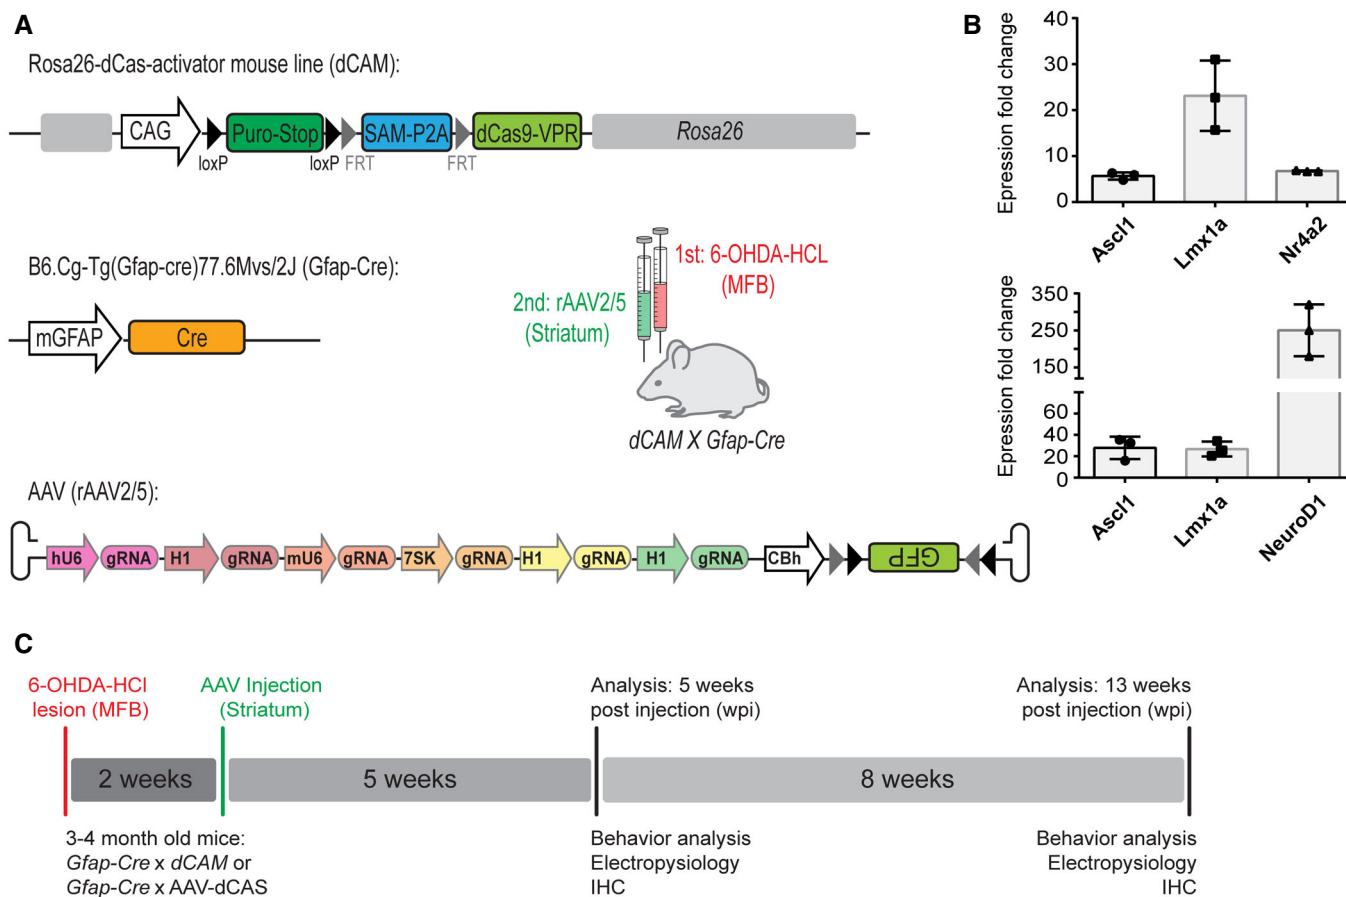 A
Rosa26-dCas-activator mouse line (dCAM):
CAG
Puro-Stop
SAM-P2A
dCas9-VPR
Rosa26
loxP
loxP
FRT
FRT
B6.Cg-Tg(Gfap-cre)77.6Mvs/2J (Gfap-Cre):
mGFAP
Cre
1st: 6-OHDA-HCL
(MFB)
2nd: rAAV2/5
(Striatum)
dCAM X Gfap-Cre
AAV (rAAV2/5):
hU6
gRNA
H1
gRNA
mU6
gRNA
7SK
gRNA
H1
gRNA
H1
gRNA
CBh
GFP
B
Epression fold change
40
30
20
10
0
Ascl1
Lmx1a
Nr4a2
Epression fold change
350
250
150
60
40
20
0
Ascl1
Lmx1a
NeuroD1
C
6-OHDA-HCl
lesion (MFB)
AAV Injection
(Striatum)
Analysis: 5 weeks
post injection (wpi)
Analysis: 13 weeks
post injection (wpi)
2 weeks
5 weeks
8 weeks
3-4 month old mice:
Gfap-Cre x dCAM or
Gfap-Cre x AAV-dCAS
Behavior analysis
Electropysiology
IHC
Behavior analysis
Electropysiology
IHC